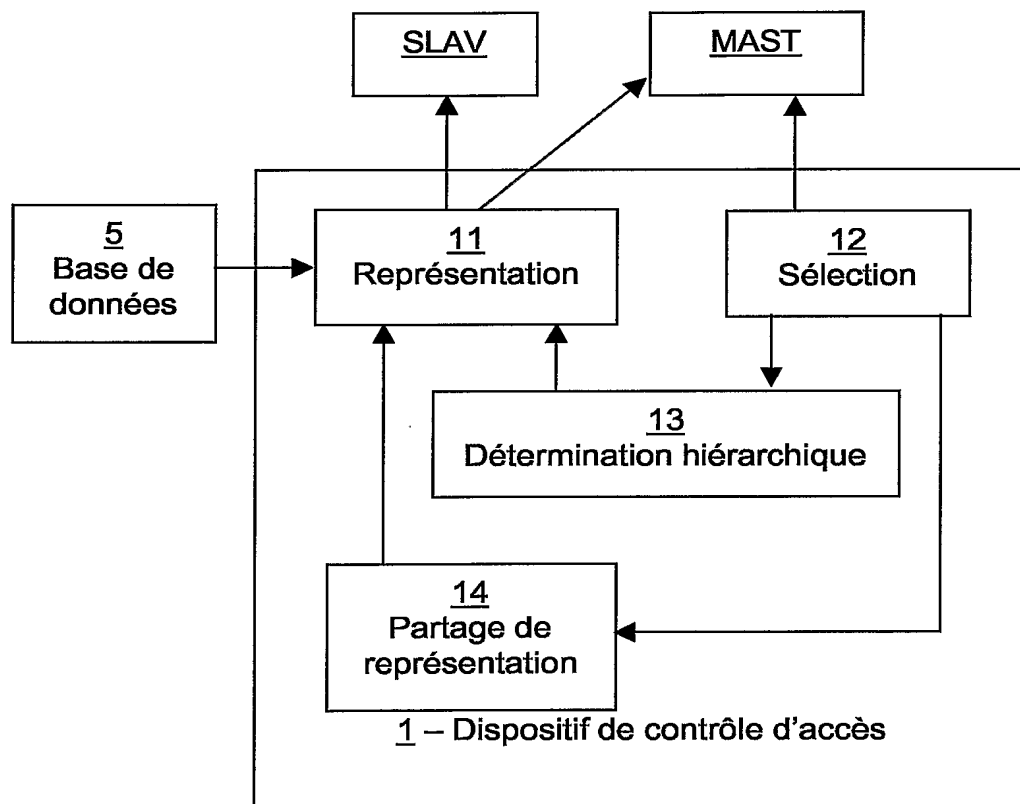 SLAV
MAST
5
Base de
données
11
Représentation
12
Sélection
13
Détermination hiérarchique
14
Partage de
représentation
1 – Dispositif de contrôle d'accès